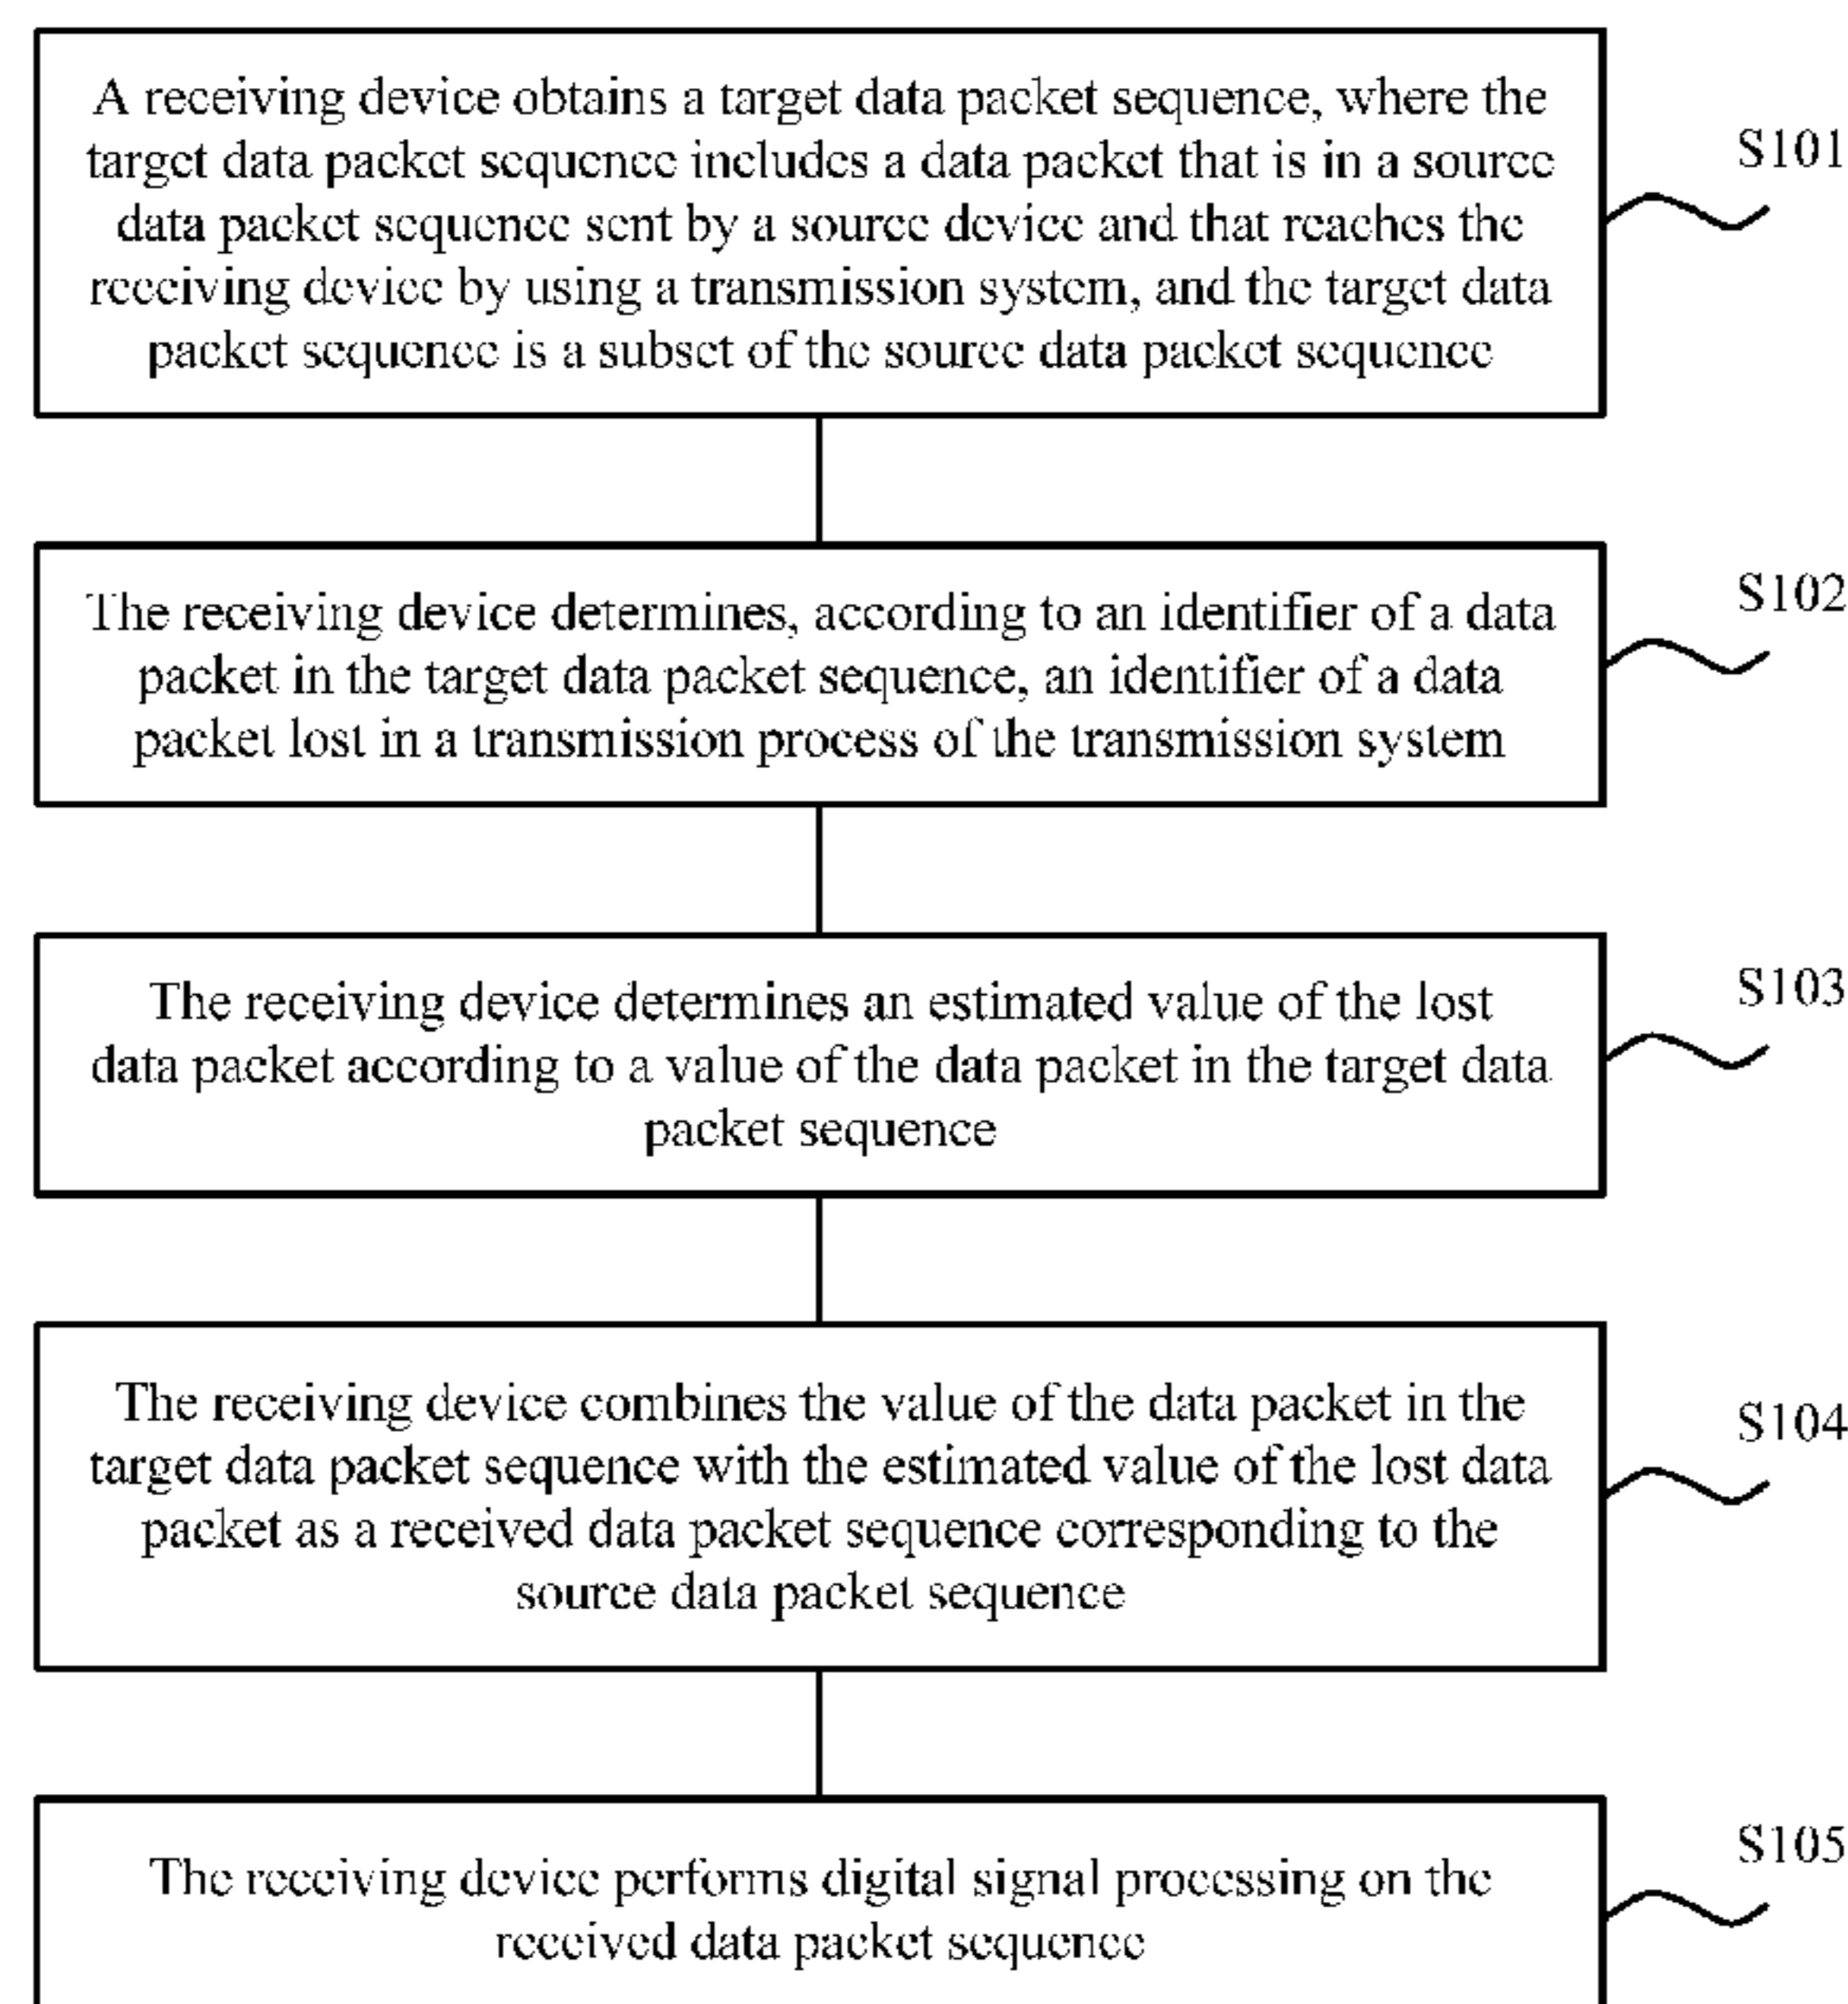 A receiving device obtains a target data packet sequence, where the
target data packet sequence includes a data packet that is in a source
data packet sequence sent by a source device and that reaches the
receiving device by using a transmission system, and the target data
packet sequence is a subset of the source data packet sequence
S101
The receiving device determines, according to an identifier of a data
packet in the target data packet sequence, an identifier of a data
packet lost in a transmission process of the transmission system
S102
The receiving device determines an estimated value of the lost
data packet according to a value of the data packet in the target data
packet sequence
S103
The receiving device combines the value of the data packet in the
target data packet sequence with the estimated value of the lost data
packet as a received data packet sequence corresponding to the
source data packet sequence
S104
The receiving device performs digital signal processing on the
received data packet sequence
S105